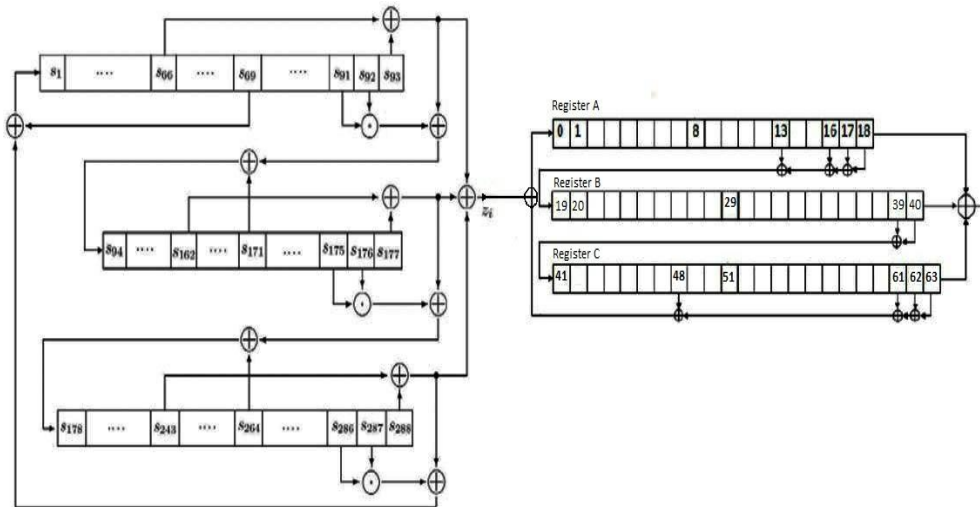 s1 .... s66 .... s69 .... s91 s92 s93
s94 .... s162 .... s171 .... s175 s176 s177
zi
s178 .... s243 .... s264 .... s286 s287 s288
Register A
0 1 8 13 16 17 18
Register B
19 20 29 39 40
Register C
41 48 51 61 62 63